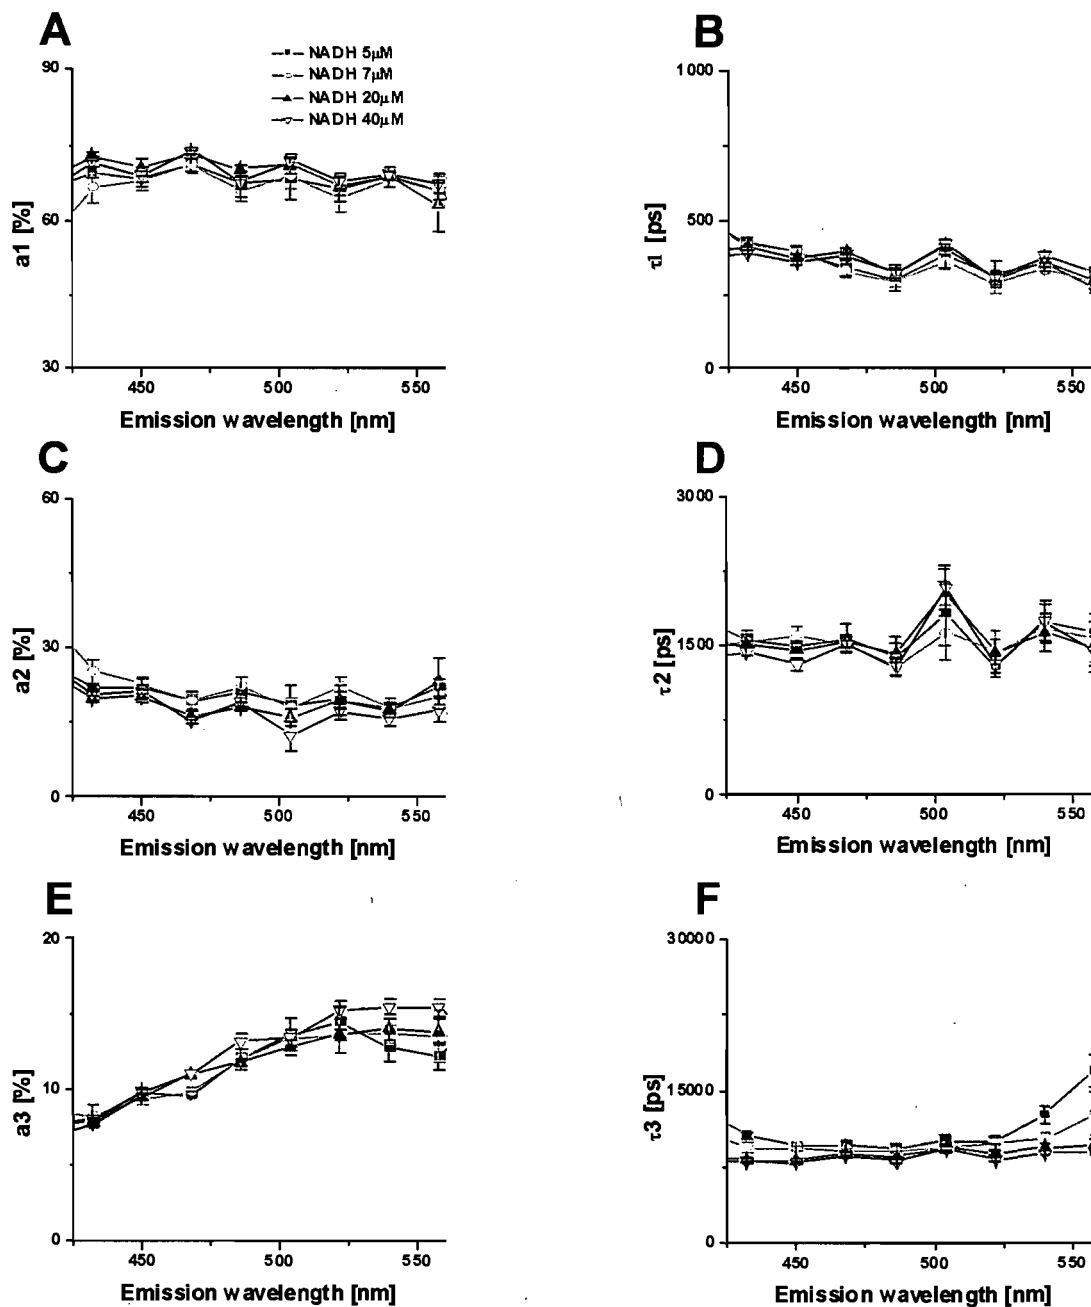 A
NADH 5μM
NADH 7μM
NADH 20μM
NADH 40μM
90
60
30
a1 [%]
450
500
550
Emission wavelength [nm]
B
1000
500
0
τ1 [ps]
450
500
550
Emission wavelength [nm]
C
60
30
0
a2 [%]
450
500
550
Emission wavelength [nm]
D
3000
1500
0
τ2 [ps]
450
500
550
Emission wavelength [nm]
E
20
10
0
a3 [%]
450
500
550
Emission wavelength [nm]
F
30000
15000
0
τ3 [ps]
450
500
550
Emission wavelength [nm]